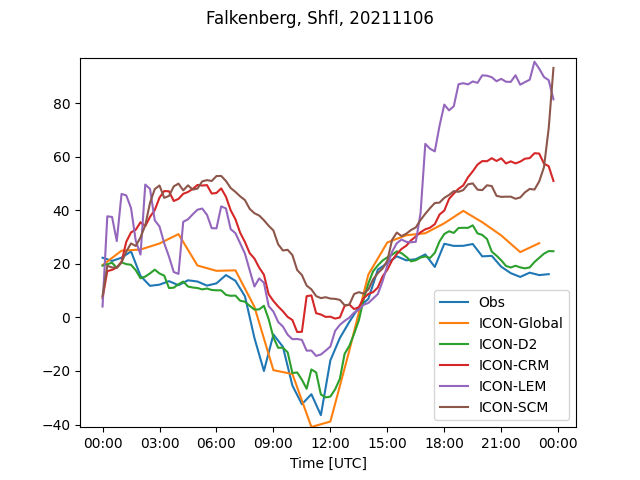 Falkenberg, Shfl, 20211106
80
60
40
20
0
−20
−40
00:00 03:00 06:00 09:00 12:00 15:00 18:00 21:00 00:00
Time [UTC]
Obs
ICON-Global
ICON-D2
ICON-CRM
ICON-LEM
ICON-SCM